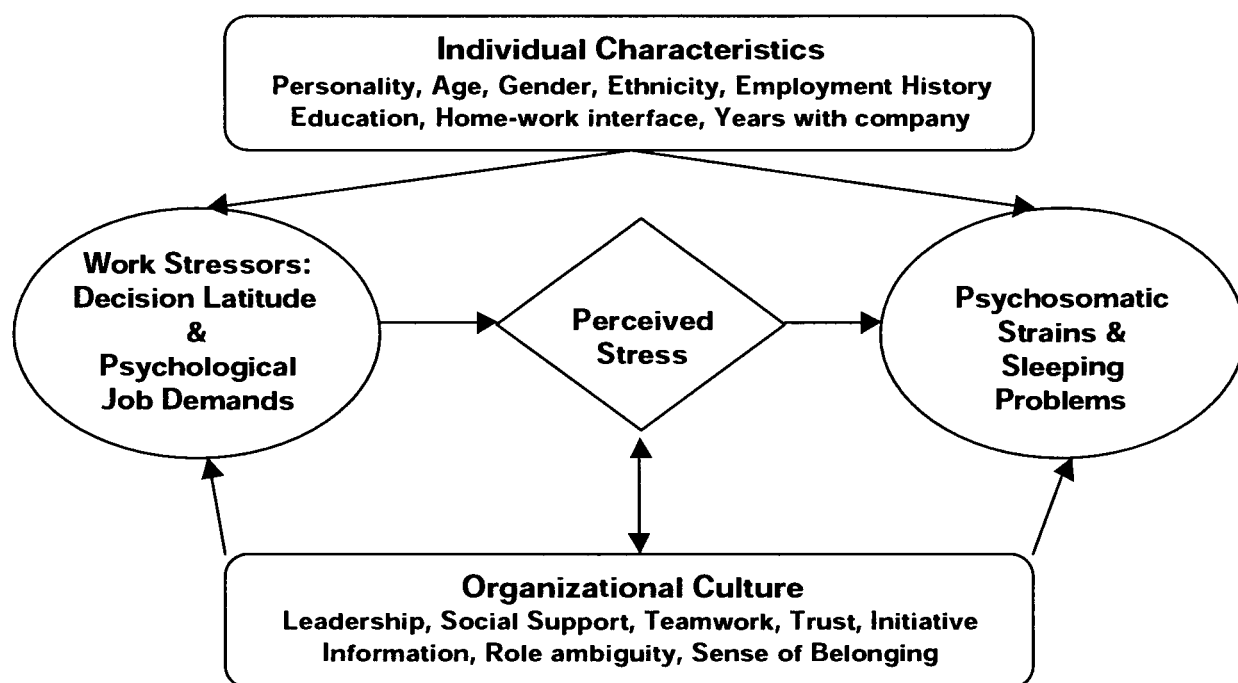 Individual Characteristics
Personality, Age, Gender, Ethnicity, Employment History
Education, Home-work interface, Years with company
Work Stressors:
Decision Latitude
&
Psychological
Job Demands
Perceived
Stress
Psychosomatic
Strains &
Sleeping
Problems
Organizational Culture
Leadership, Social Support, Teamwork, Trust, Initiative
Information, Role ambiguity, Sense of Belonging